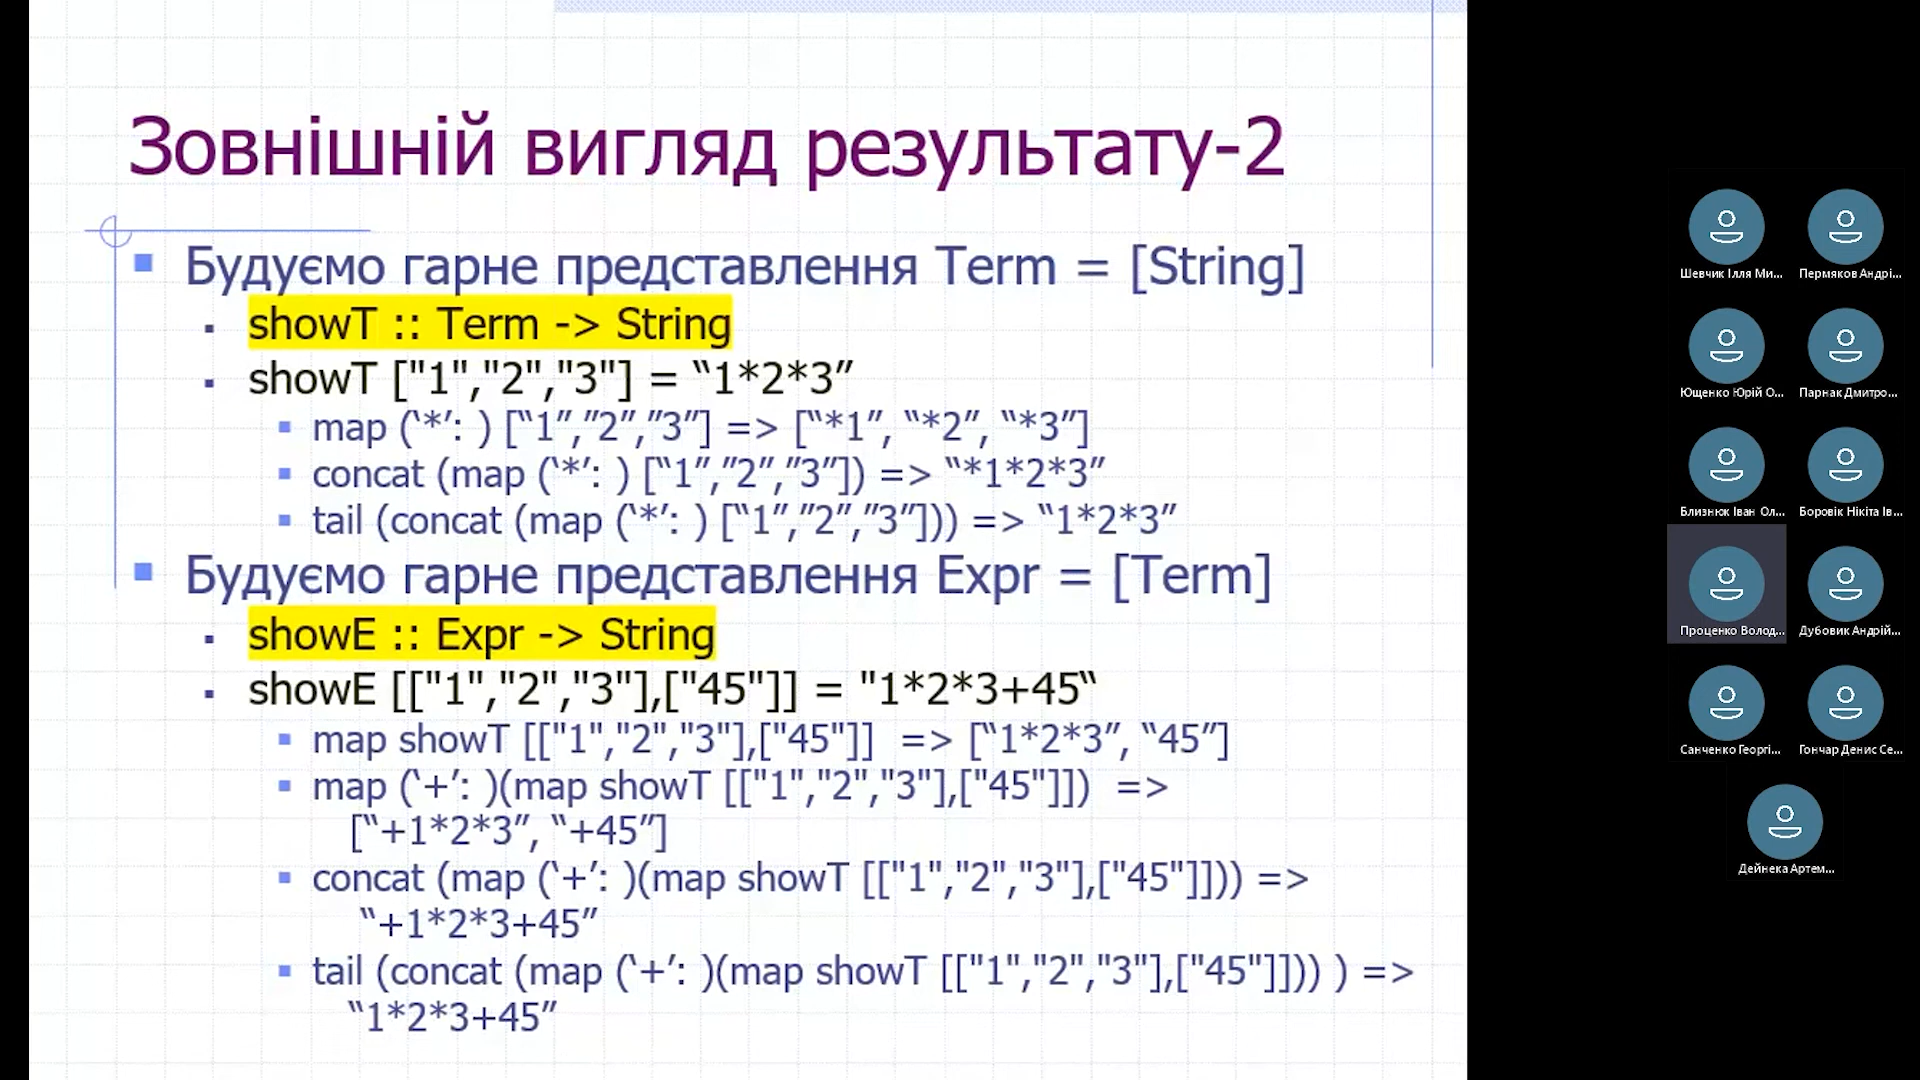 Зовнішній вигляд результату-2
Будуємо гарне представлення Term = [String]
showT :: Term -> String
showT ["1","2","3"] = “1*2*3”
map (‘*’: ) [“1”,”2”,”3”] => [“*1”, “*2”, “*3”]
concat (map (‘*’: ) [“1”,”2”,”3”]) => “*1*2*3”
tail (concat (map (‘*’: ) [“1”,”2”,”3”])) => “1*2*3”
Будуємо гарне представлення Expr = [Term]
showE :: Expr -> String
showE [["1","2","3"],["45"]] = "1*2*3+45“
map showT [["1","2","3"],["45"]]  => [“1*2*3”, “45”]
map (‘+’: )(map showT [["1","2","3"],["45"]])  =>
[“+1*2*3”, “+45”]
concat (map (‘+’: )(map showT [["1","2","3"],["45"]])) =>
“+1*2*3+45”
tail (concat (map (‘+’: )(map showT [["1","2","3"],["45"]])) ) =>
“1*2*3+45”
Шевчик Ілля Ми...
Пермяков Андрі...
Ющенко Юрій О...
Парнак Дмитро...
Близнюк Іван Ол...
Боровік Нікіта Ів...
Проценко Волод...
Дубовик Андрій...
Санченко Георгі...
Гончар Денис Се...
Дейнека Артем...